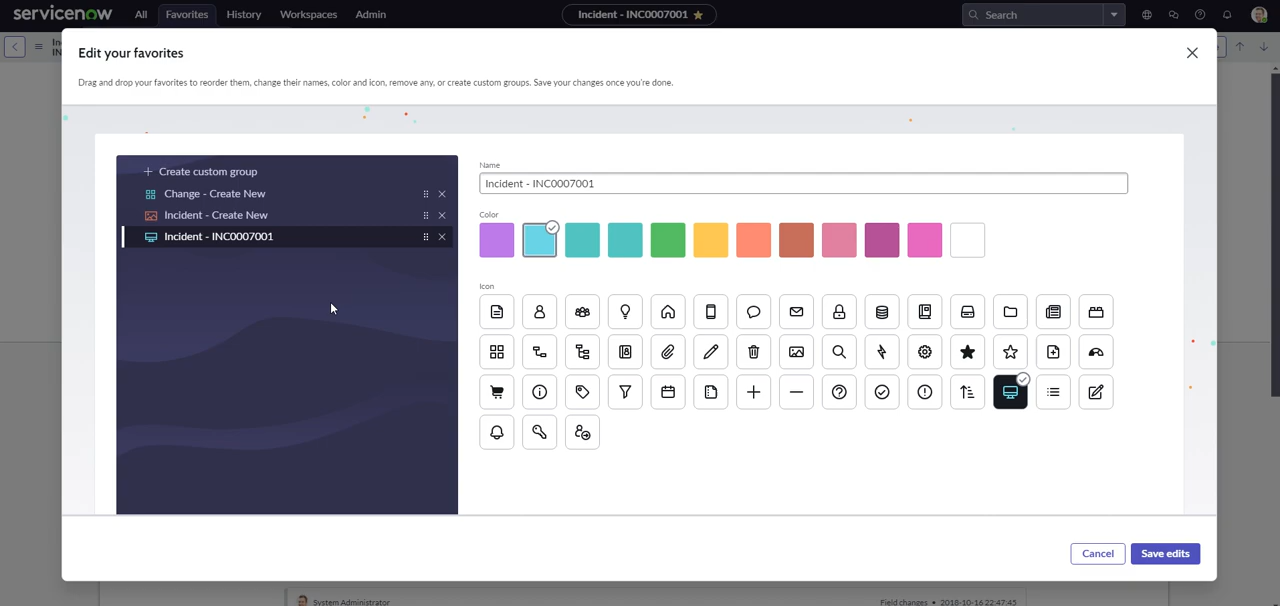 servicenow All Favorites History Workspaces Admin Incident - INC0007001 Search
Edit your favorites
Drag and drop your favorites to reorder them, change their names, color and icon, remove any, or create custom groups. Save your changes once you're done.
Create custom group
Change - Create New
Incident - Create New
Incident - INC0007001
Name
Incident - INC0007001
Color
Icon
Cancel Save edits
System Administrator Field changes • 2018-10-16 22:47:45